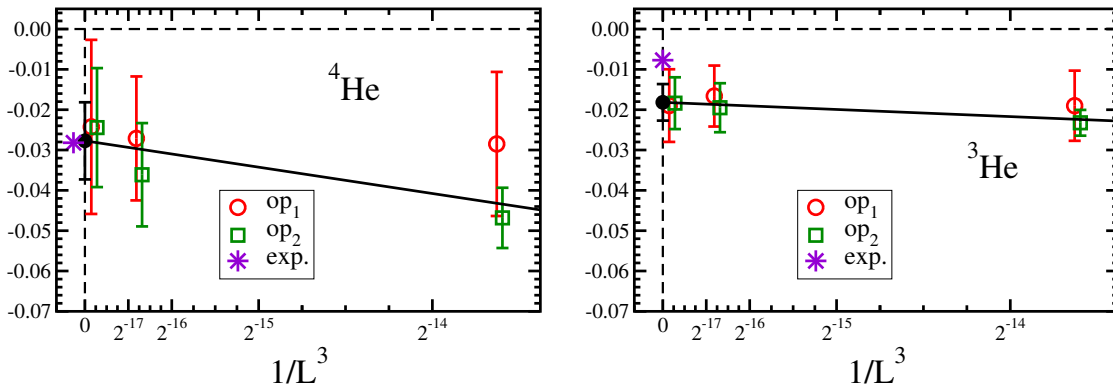 0.00
-0.01
-0.02
-0.03
-0.04
-0.05
-0.06
-0.07
⁴He
op₁
op₂
exp.
0 2⁻¹⁷ 2⁻¹⁶ 2⁻¹⁵ 2⁻¹⁴
1/L³
0.00
-0.01
-0.02
-0.03
-0.04
-0.05
-0.06
-0.07
³He
op₁
op₂
exp.
0 2⁻¹⁷ 2⁻¹⁶ 2⁻¹⁵ 2⁻¹⁴
1/L³